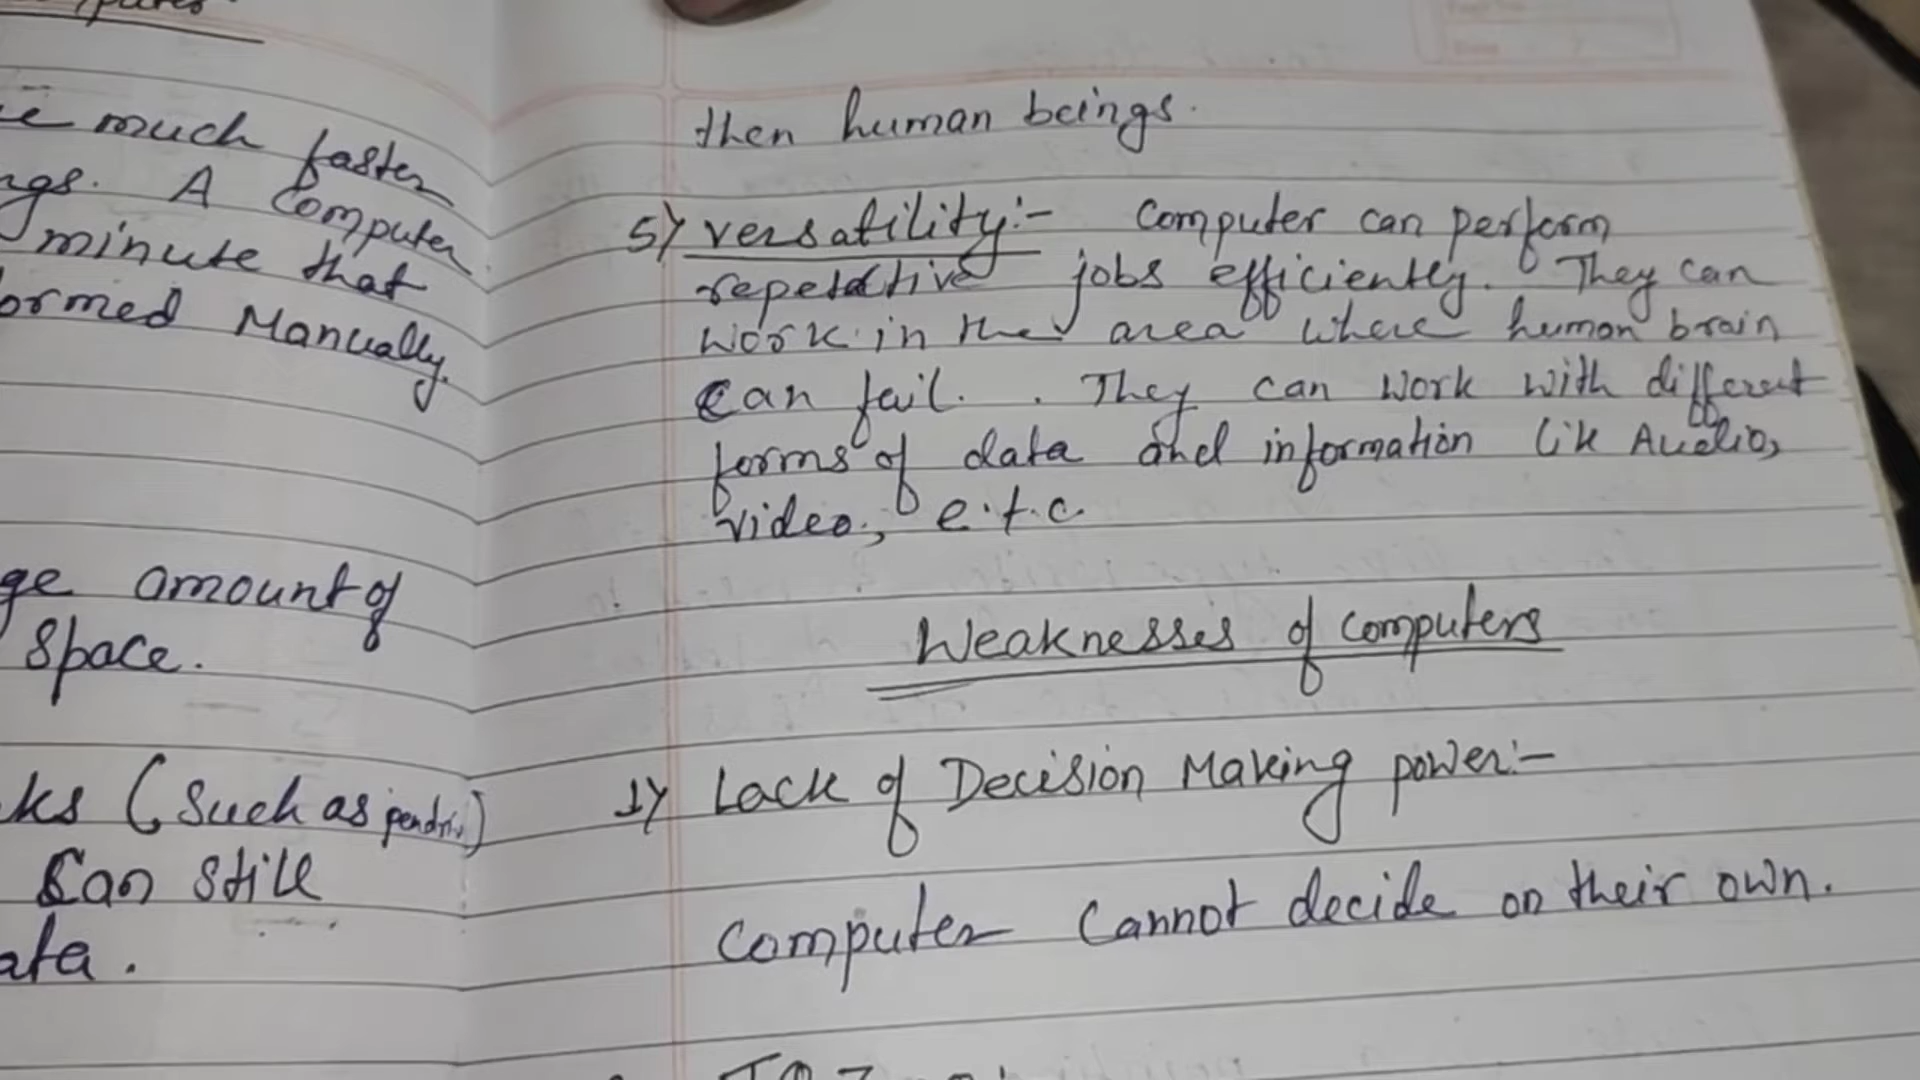 much faster
A Computer
minute that
ormed Manually.
ge amount of
Space.
ks (Such as pendriv)
Can still
ata.
then human beings.
5) versatility:- Computer can perform
repetative jobs efficiently. They can
work in the area where human brain
can fail. . They can work with different
forms of data and information lik Audio,
video, e.t.c
Weaknesses of computers
1) Lack of Decision Making power:-
Computer Cannot decide on their own.